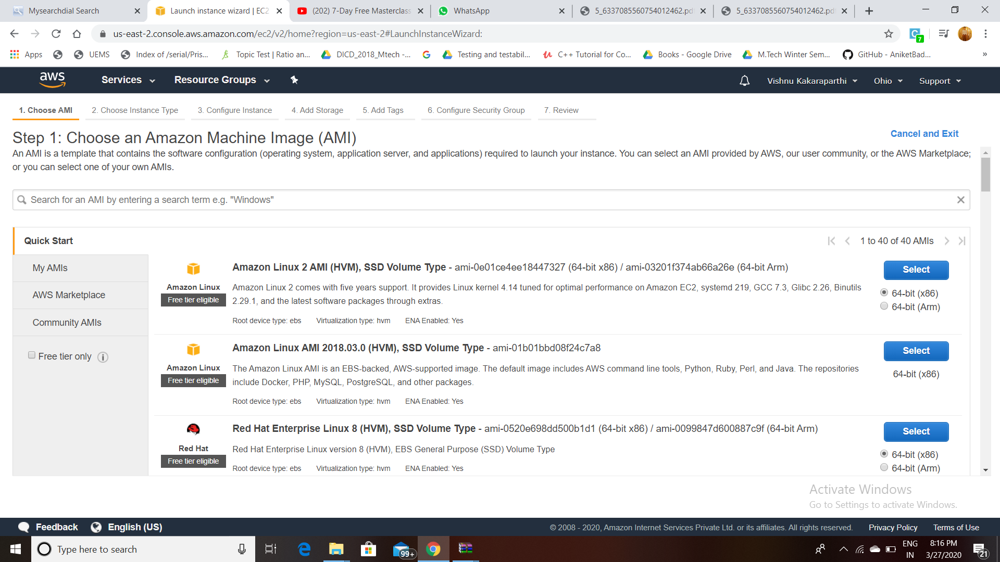 Mysearchdial Search
Launch instance wizard | EC2
(202) 7-Day Free Masterclass
WhatsApp
5_6337085560754012462.pd
5_6337085560754012462.pd
us-east-2.console.aws.amazon.com/ec2/v2/home?region=us-east-2#LaunchInstanceWizard:
C
7
Apps
UEMS
Index of /serial/Pris...
Topic Test | Ratio an...
DICD_2018_Mtech -...
Testing and testabil...
C++ Tutorial for Co...
Books - Google Drive
M.Tech Winter Sem...
GitHub - AniketBad...
»
aws
Services
Resource Groups
Vishnu Kakaraparthi
Ohio
Support
1. Choose AMI
2. Choose Instance Type
3. Configure Instance
4. Add Storage
5. Add Tags
6. Configure Security Group
7. Review
Step 1: Choose an Amazon Machine Image (AMI)
Cancel and Exit
An AMI is a template that contains the software configuration (operating system, application server, and applications) required to launch your instance. You can select an AMI provided by AWS, our user community, or the AWS Marketplace;
or you can select one of your own AMIs.
Search for an AMI by entering a search term e.g. "Windows"
Quick Start
1 to 40 of 40 AMIs
My AMIs
AWS Marketplace
Community AMIs
Free tier only
Amazon Linux
Free tier eligible
Amazon Linux 2 AMI (HVM), SSD Volume Type - ami-0e01ce4ee18447327 (64-bit x86) / ami-03201f374ab66a26e (64-bit Arm)
Amazon Linux 2 comes with five years support. It provides Linux kernel 4.14 tuned for optimal performance on Amazon EC2, systemd 219, GCC 7.3, Glibc 2.26, Binutils
2.29.1, and the latest software packages through extras.
Root device type: ebs Virtualization type: hvm ENA Enabled: Yes
Select
64-bit (x86)
64-bit (Arm)
Amazon Linux
Free tier eligible
Amazon Linux AMI 2018.03.0 (HVM), SSD Volume Type - ami-01b01bbd08f24c7a8
The Amazon Linux AMI is an EBS-backed, AWS-supported image. The default image includes AWS command line tools, Python, Ruby, Perl, and Java. The repositories
include Docker, PHP, MySQL, PostgreSQL, and other packages.
Root device type: ebs Virtualization type: hvm ENA Enabled: Yes
Select
64-bit (x86)
Red Hat
Free tier eligible
Red Hat Enterprise Linux 8 (HVM), SSD Volume Type - ami-0520e698dd500b1d1 (64-bit x86) / ami-0099847d600887c9f (64-bit Arm)
Red Hat Enterprise Linux version 8 (HVM), EBS General Purpose (SSD) Volume Type
Root device type: ebs Virtualization type: hvm ENA Enabled: Yes
Select
64-bit (x86)
64-bit (Arm)
Activate Windows
Go to Settings to activate Windows.
Feedback
English (US)
© 2008 - 2020, Amazon Internet Services Private Ltd. or its affiliates. All rights reserved.
Privacy Policy
Terms of Use
Type here to search
99+
ENG
IN
8:16 PM
3/27/2020
21